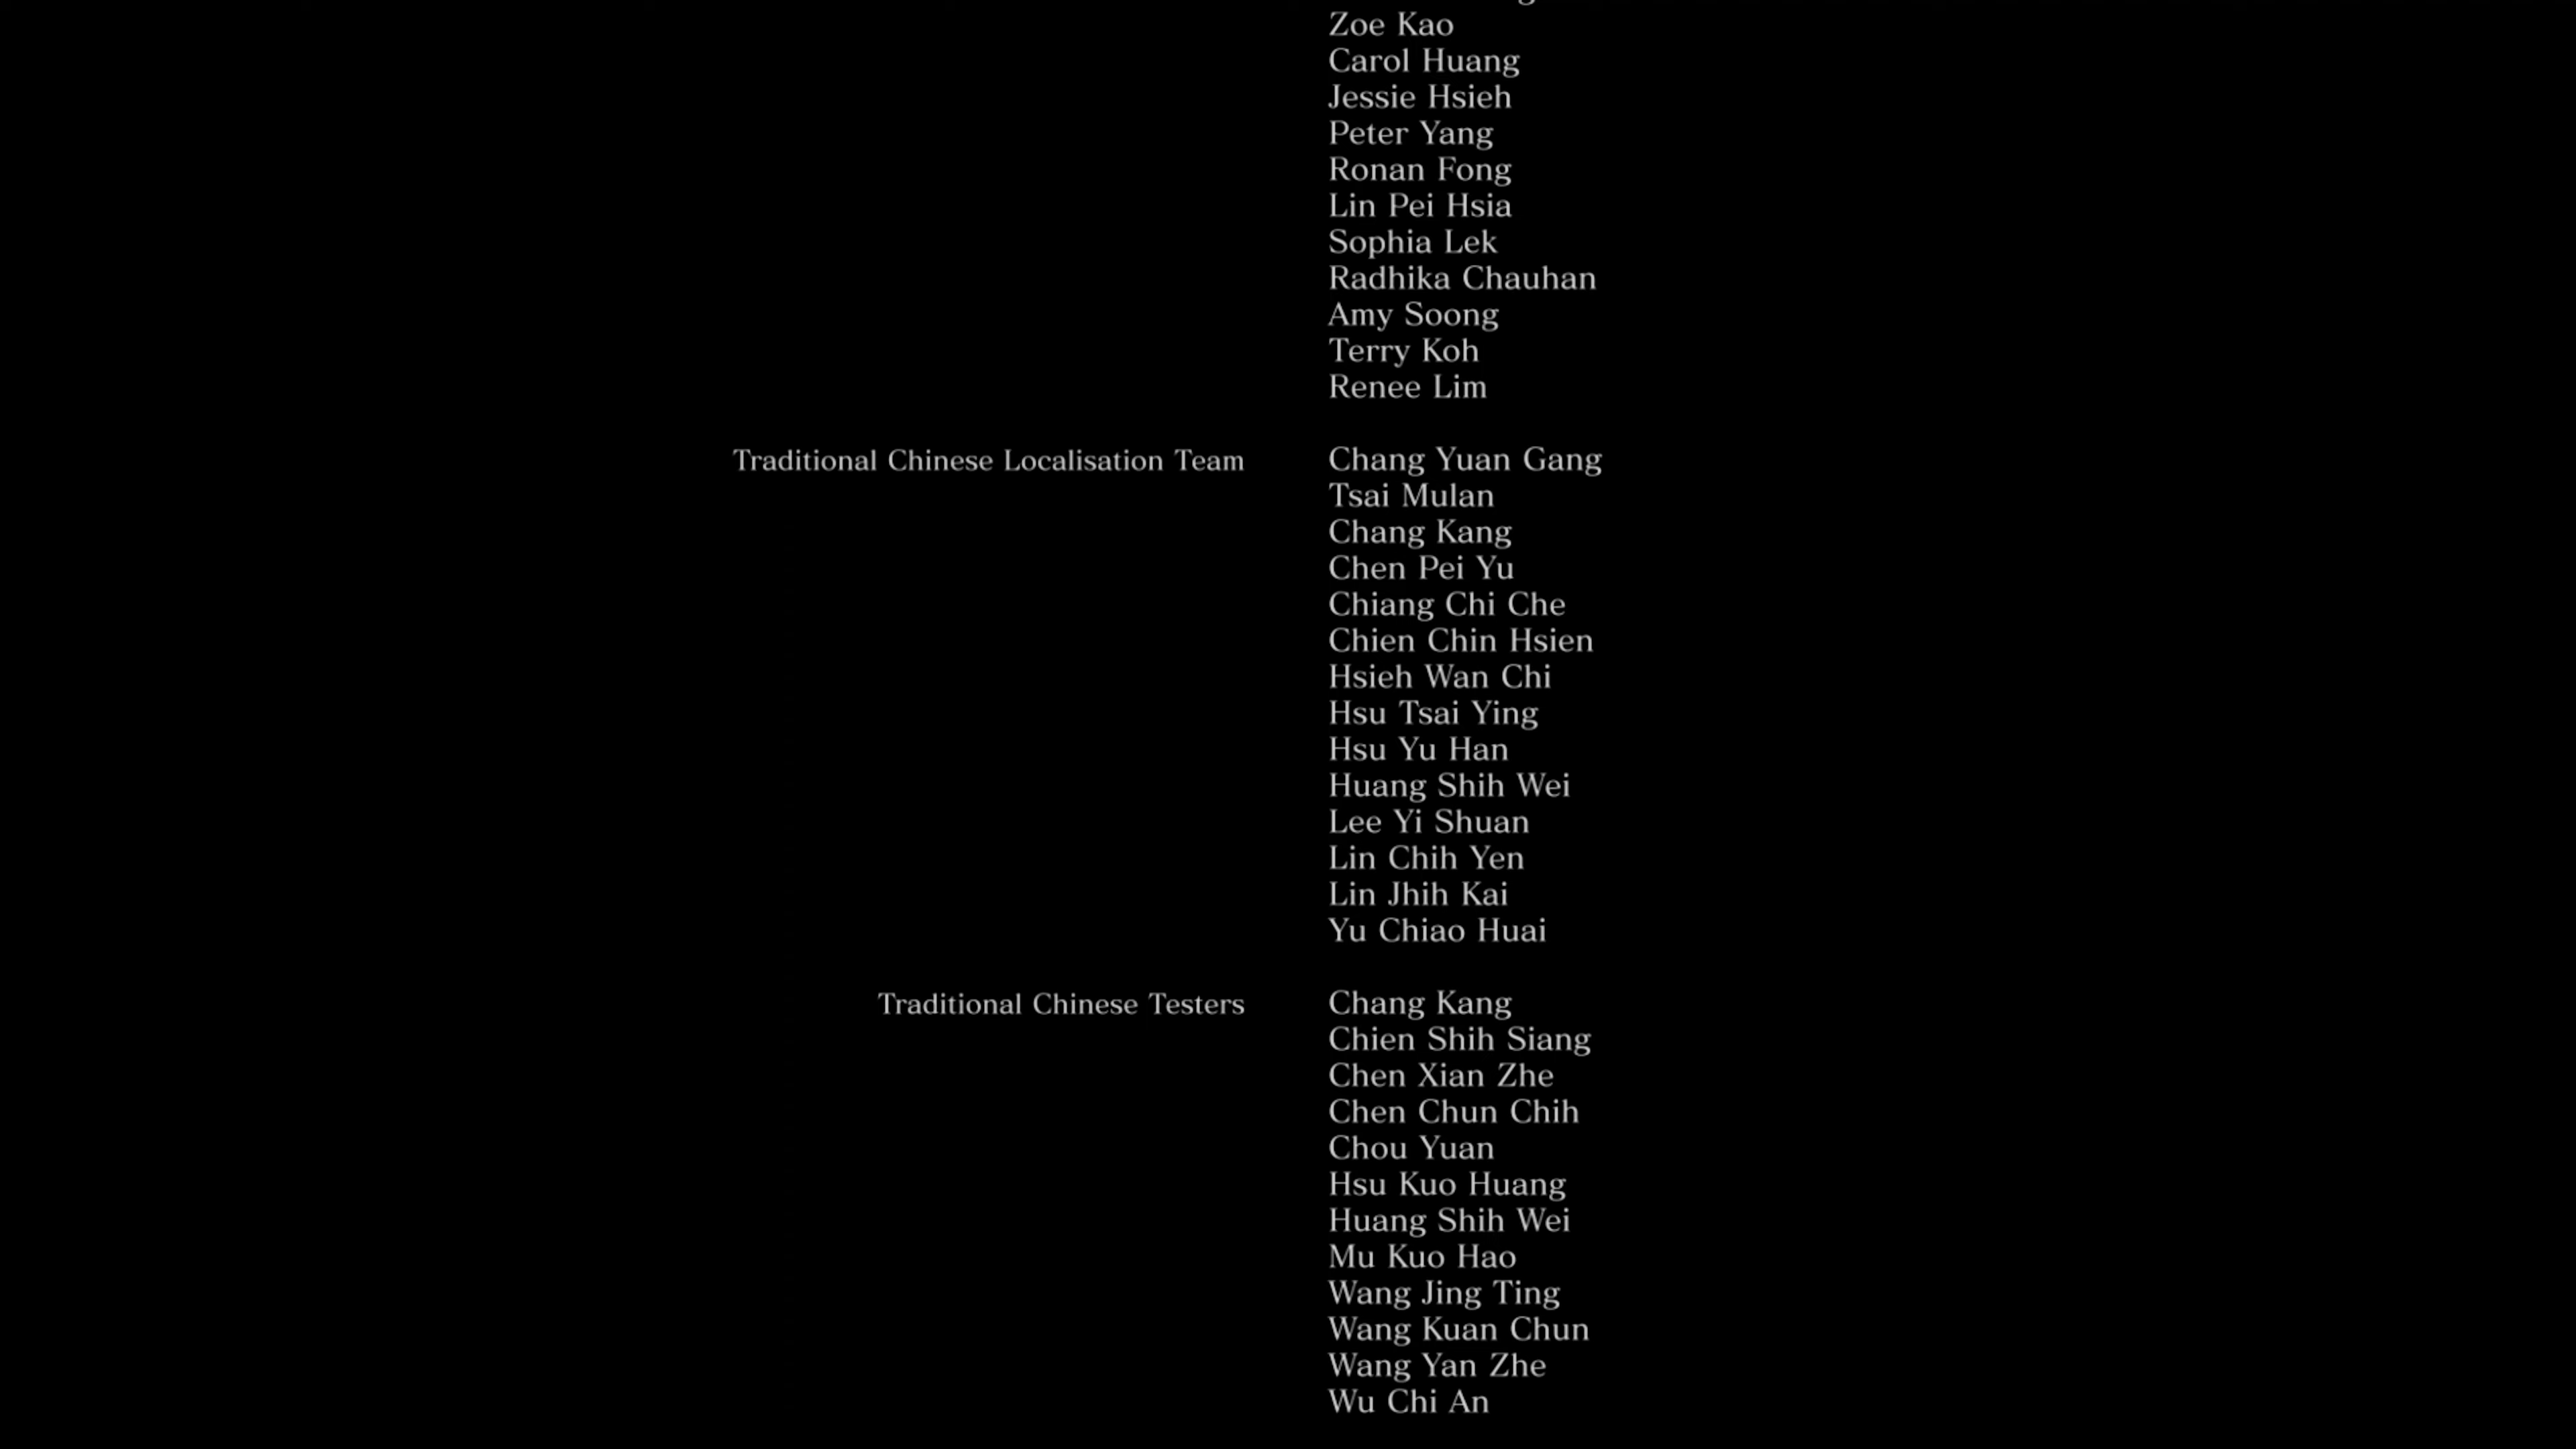 Zoe Kao
Carol Huang
Jessie Hsieh
Peter Yang
Ronan Fong
Lin Pei Hsia
Sophia Lek
Radhika Chauhan
Amy Soong
Terry Koh
Renee Lim
Traditional Chinese Localisation Team Chang Yuan Gang
Tsai Mulan
Chang Kang
Chen Pei Yu
Chiang Chi Che
Chien Chin Hsien
Hsieh Wan Chi
Hsu Tsai Ying
Hsu Yu Han
Huang Shih Wei
Lee Yi Shuan
Lin Chih Yen
Lin Jhih Kai
Yu Chiao Huai
Traditional Chinese Testers Chang Kang
Chien Shih Siang
Chen Xian Zhe
Chen Chun Chih
Chou Yuan
Hsu Kuo Huang
Huang Shih Wei
Mu Kuo Hao
Wang Jing Ting
Wang Kuan Chun
Wang Yan Zhe
Wu Chi An